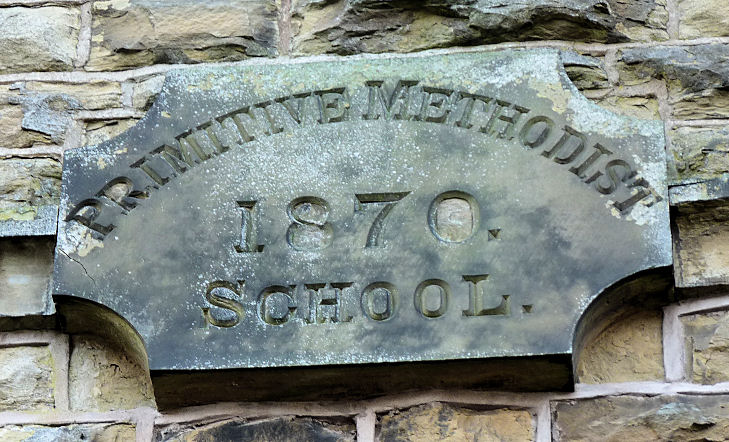 PRIMITIVE METHODIST
1870.
SCHOOL.